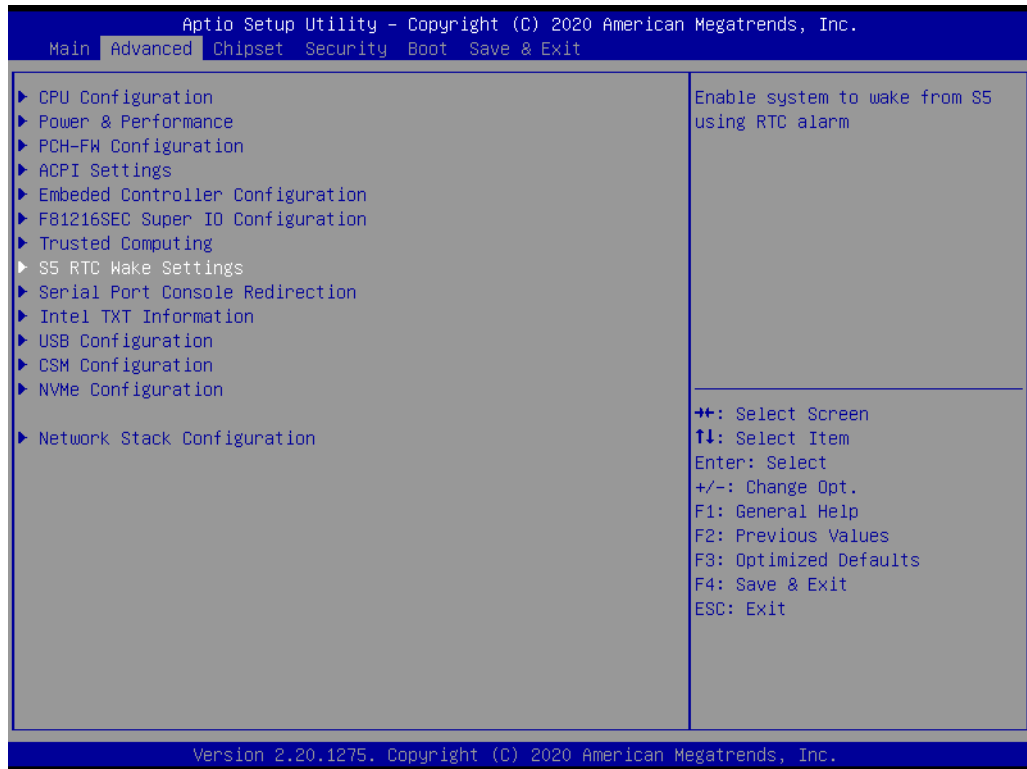 Aptio Setup Utility – Copyright (C) 2020 American Megatrends, Inc.
Main Advanced Chipset Security Boot Save & Exit
▶ CPU Configuration
▶ Power & Performance
▶ PCH-FW Configuration
▶ ACPI Settings
▶ Embeded Controller Configuration
▶ F81216SEC Super IO Configuration
▶ Trusted Computing
▶ S5 RTC Wake Settings
▶ Serial Port Console Redirection
▶ Intel TXT Information
▶ USB Configuration
▶ CSM Configuration
▶ NVMe Configuration
▶ Network Stack Configuration
Enable system to wake from S5
using RTC alarm
→←: Select Screen
↑↓: Select Item
Enter: Select
+/-: Change Opt.
F1: General Help
F2: Previous Values
F3: Optimized Defaults
F4: Save & Exit
ESC: Exit
Version 2.20.1275. Copyright (C) 2020 American Megatrends, Inc.